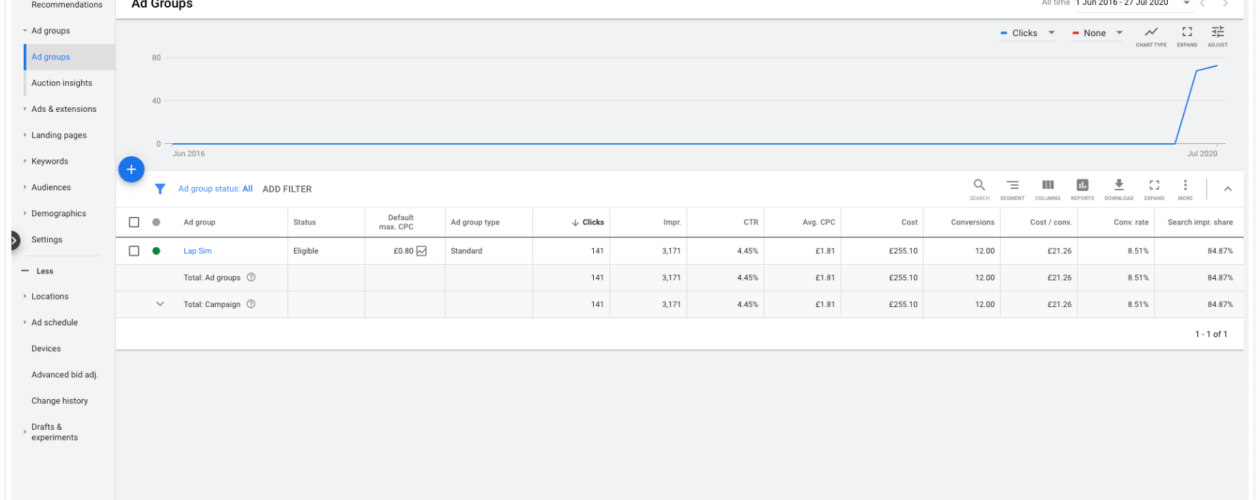 Recommendations
Ad Groups
All time 1 Jun 2016 - 27 Jul 2020
Ad groups
Ad groups
Auction insights
Ads & extensions
Landing pages
Keywords
Audiences
Demographics
Settings
Less
Locations
Ad schedule
Devices
Advanced bid adj.
Change history
Drafts &
experiments
Clicks
None
CHART TYPE
EXPAND
ADJUST
80
40
0
Jun 2016
Jul 2020
Ad group status: All ADD FILTER
SEARCH
SEGMENT
COLUMNS
REPORTS
DOWNLOAD
EXPAND
MORE
Ad group Status Default max. CPC Ad group type Clicks Impr. CTR Avg. CPC Cost Conversions Cost / conv. Conv. rate Search impr. share
Lap Sim Eligible £0.80 Standard 141 3,171 4.45% £1.81 £255.10 12.00 £21.26 8.51% 84.87%
Total: Ad groups 141 3,171 4.45% £1.81 £255.10 12.00 £21.26 8.51% 84.87%
Total: Campaign 141 3,171 4.45% £1.81 £255.10 12.00 £21.26 8.51% 84.87%
1 - 1 of 1